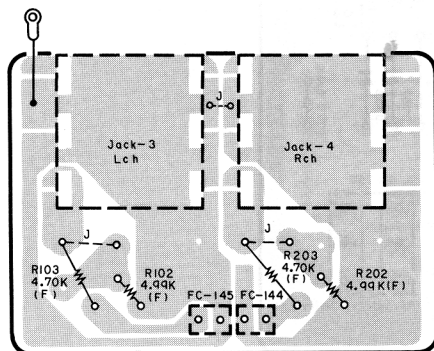 J
Jack-3
Lch
Jack-4
Rch
J
R103
4.70K
(F)
R102
4.99K
(F)
FC-145
FC-144
R203
4.70K
(F)
R202
4.99K(F)